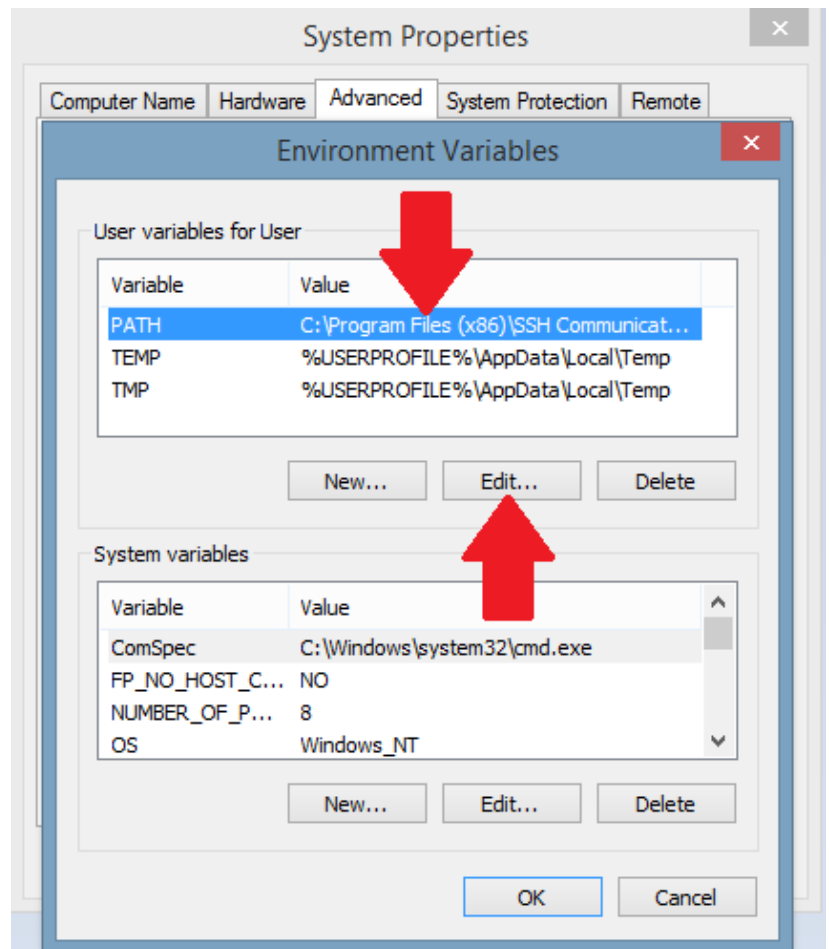 System Properties
Computer Name Hardware Advanced System Protection Remote
Environment Variables
User variables for User
Variable Value
PATH C:\Program Files (x86)\SSH Communicat...
TEMP %USERPROFILE%\AppData\Local\Temp
TMP %USERPROFILE%\AppData\Local\Temp
New... Edit... Delete
System variables
Variable Value
ComSpec C:\Windows\system32\cmd.exe
FP_NO_HOST_C... NO
NUMBER_OF_P... 8
OS Windows_NT
New... Edit... Delete
OK Cancel